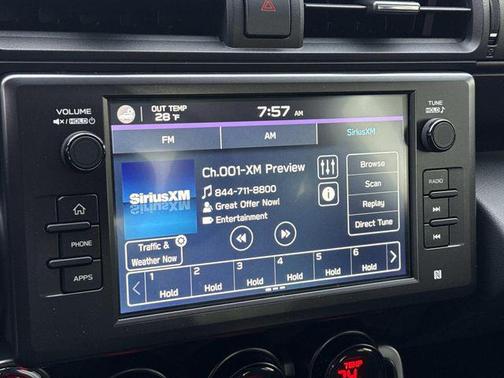 VOLUME
/HOLD
OUT TEMP
28 °F
7:57 AM
TUNE
HOLD
FM
AM
SiriusXM
SiriusXM
Ch.001-XM Preview
844-711-8800
Great Offer Now!
Entertainment
Browse
Scan
Replay
Direct Tune
RADIO
PHONE
APPS
Traffic &
Weather Now
1 Hold
2 Hold
3 Hold
4 Hold
5 Hold
6 Hold
TEMP